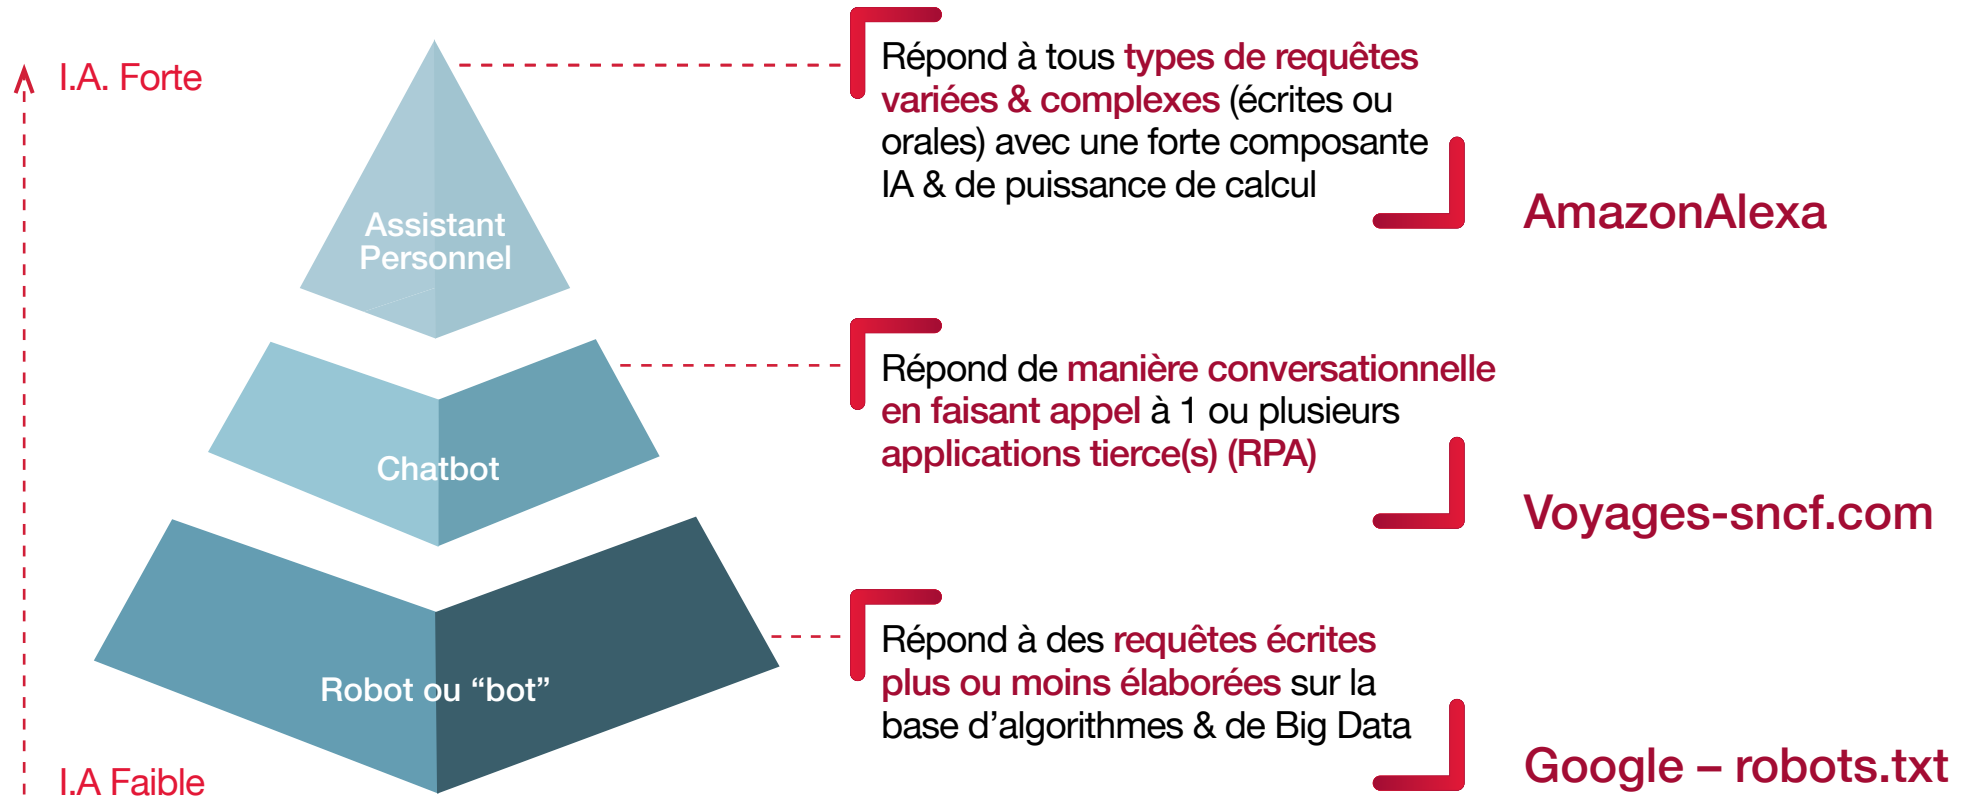 I.A. Forte
Assistant
Personnel
Répond à tous types de requêtes
variées & complexes (écrites ou
orales) avec une forte composante
IA & de puissance de calcul
AmazonAlexa
Chatbot
Répond de manière conversationnelle
en faisant appel à 1 ou plusieurs
applications tierce(s) (RPA)
Voyages-sncf.com
Robot ou “bot”
Répond à des requêtes écrites
plus ou moins élaborées sur la
base d’algorithmes & de Big Data
Google – robots.txt
I.A Faible